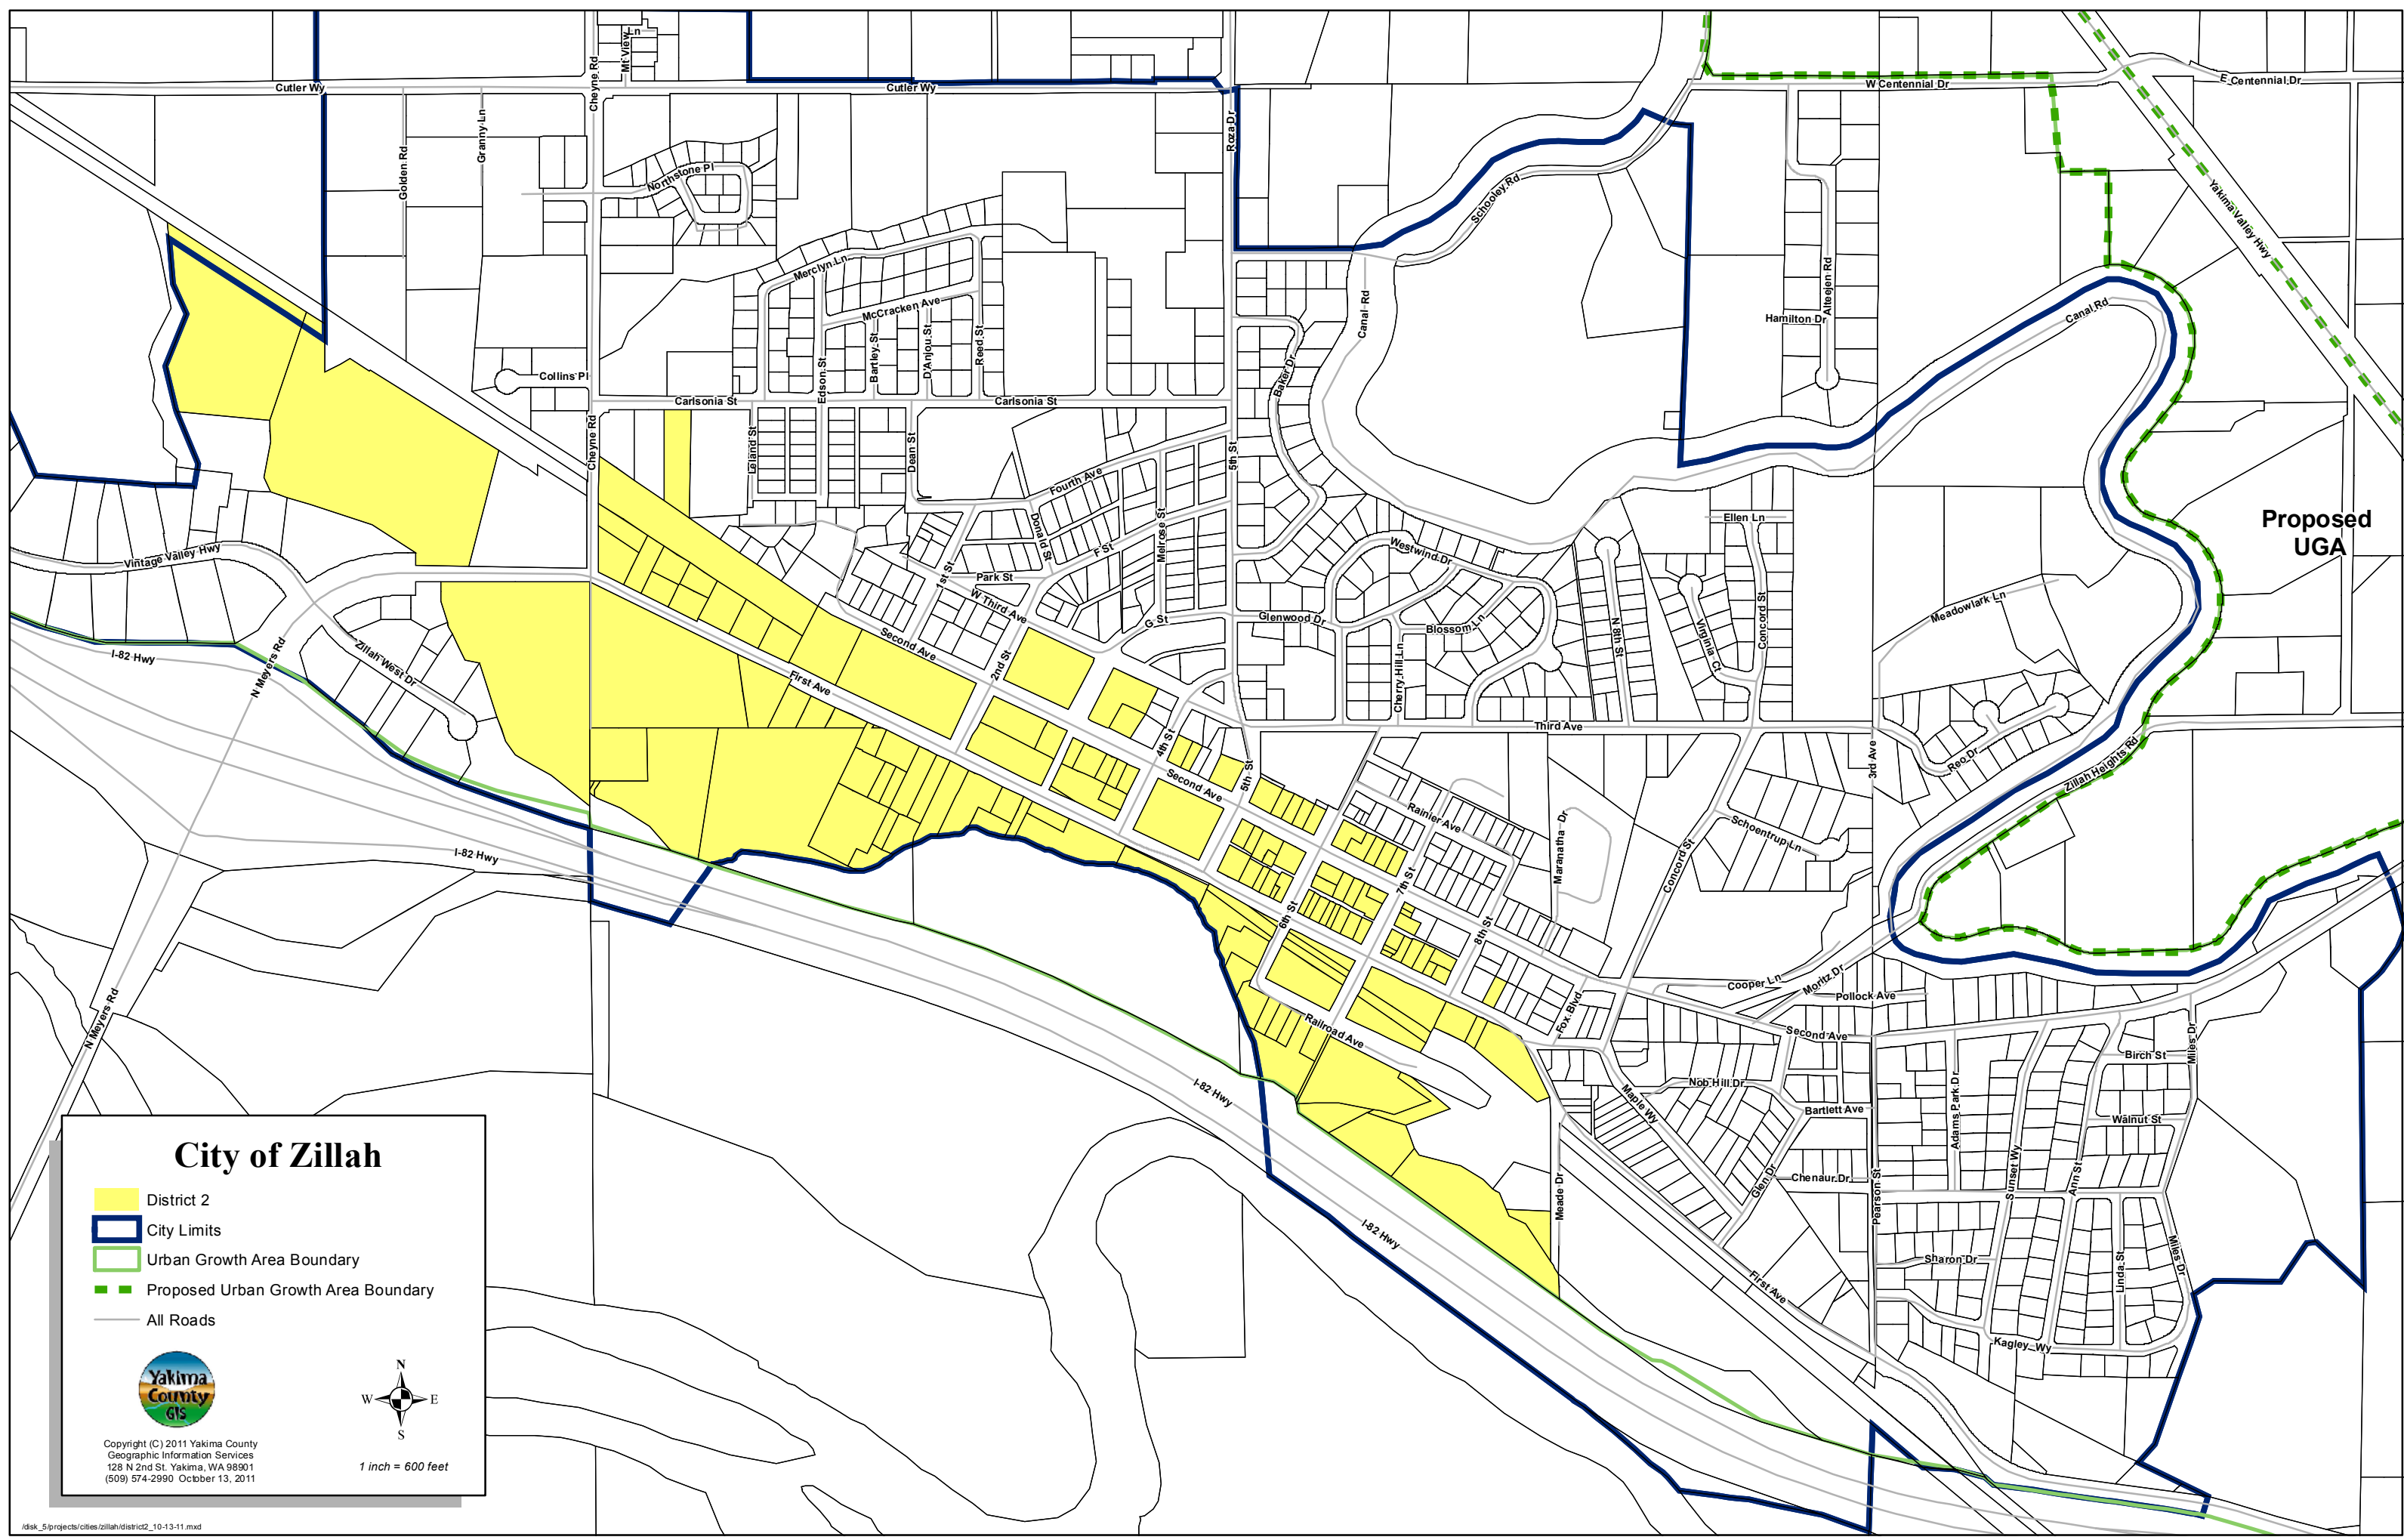 Mt View Ln
Cheyne Rd
Cutler Wy
Cutler Wy
W Centennial Dr
E Centennial Dr
Golden Rd
Granny Ln
Roza Dr
Northstone Pl
Schooley Rd
Yakima Valley Hwy
Merclyn Ln
McCracken Ave
Canal Rd
Alteejen Rd
Hamilton Dr
Canal Rd
Edson St
Bartley St
D'Anjou St
Reed St
Collins Pl
Baker Dr
Carlsonia St
Carlsonia St
Cheyne Rd
Leland St
Dean St
5th St
Fourth Ave
Donald St
F St
Melrose St
Ellen Ln
Proposed
UGA
Vintage Valley Hwy
Westwind Dr
1st St
Park St
W Third Ave
G St
Glenwood Dr
Blossom Ln
Cherry Hill Ln
N 8th St
Virginia Ct
Concord St
Meadowlark Ln
Second Ave
2nd St
I-82 Hwy
N Meyers Rd
Zillah West Dr
First Ave
Third Ave
4th St
5th St
Second Ave
3rd Ave
Reo Dr
Zillah Heights Rd
Rainier Ave
Maranatha Dr
Schoentrup Ln
Concord St
I-82 Hwy
6th St
7th St
8th St
Cooper Ln
Moritz Dr
Pollock Ave
Fox Blvd
Railroad Ave
Second Ave
N Meyers Rd
Birch St
Miles Dr
I-82 Hwy
Nob Hill Dr
Maple Wy
Bartlett Ave
Adams Park Dr
Walnut St
Glen Dr
Chenaur Dr
Pearson St
Sunset Wy
Ann St
Meade Dr
I-82 Hwy
Sharon Dr
Linda St
Miles Dr
First Ave
Kagley Wy
City of Zillah
District 2
City Limits
Urban Growth Area Boundary
Proposed Urban Growth Area Boundary
All Roads
Yakima
County
GIS
N
W E
S
Copyright (C) 2011 Yakima County
Geographic Information Services
128 N 2nd St. Yakima, WA 98901
(509) 574-2990 October 13, 2011
1 inch = 600 feet
/disk_5/projects/cities/zillah/district2_10-13-11.mxd